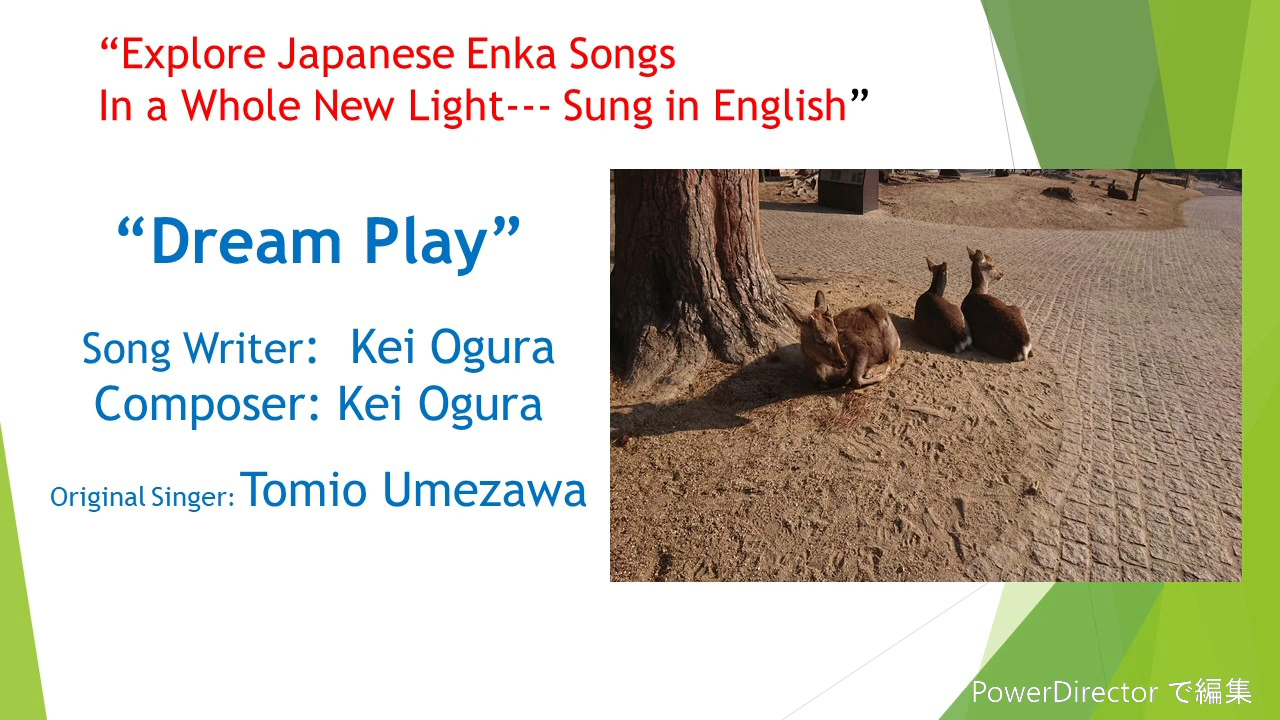 “Explore Japanese Enka Songs
In a Whole New Light--- Sung in English”
“Dream Play”
Song Writer: Kei Ogura
Composer: Kei Ogura
Original Singer: Tomio Umezawa
PowerDirector で編集